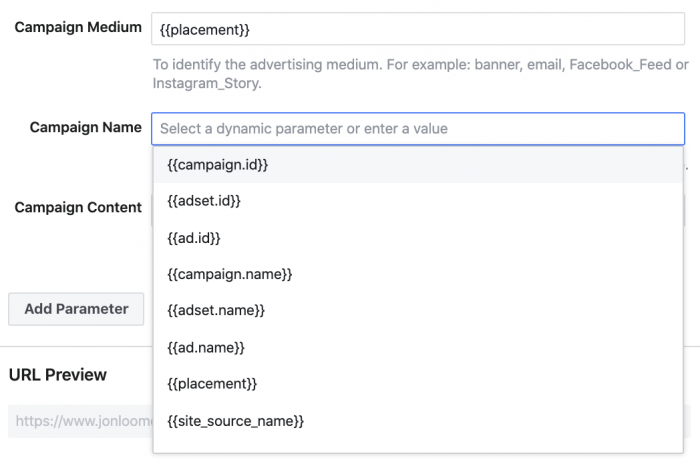 Campaign Medium
{{placement}}
To identify the advertising medium. For example: banner, email, Facebook_Feed or
Instagram_Story.
Campaign Name
Select a dynamic parameter or enter a value
{{campaign.id}}
{{adset.id}}
Campaign Content
{{ad.id}}
{{campaign.name}}
{{adset.name}}
Add Parameter
{{ad.name}}
{{placement}}
URL Preview
{{site_source_name}}
https://www.jonloom